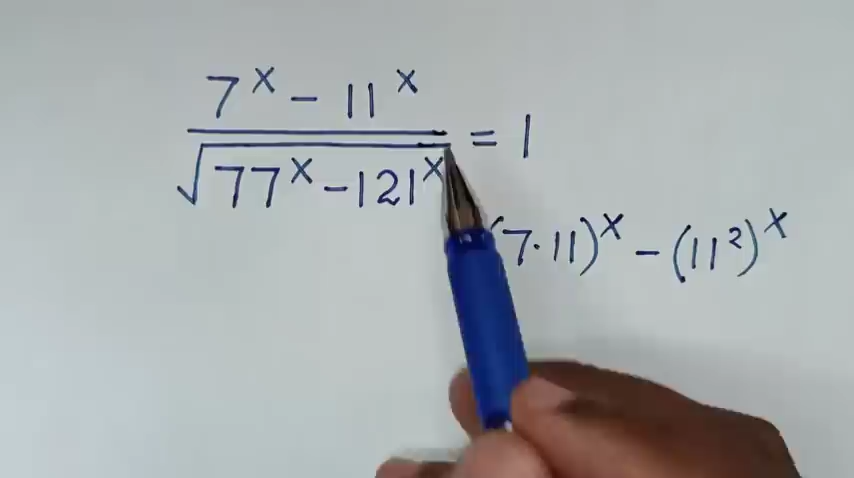 7^x - 11^x
/ √(77^x - 121^x) = 1
(7·11)^x - (11²)^x